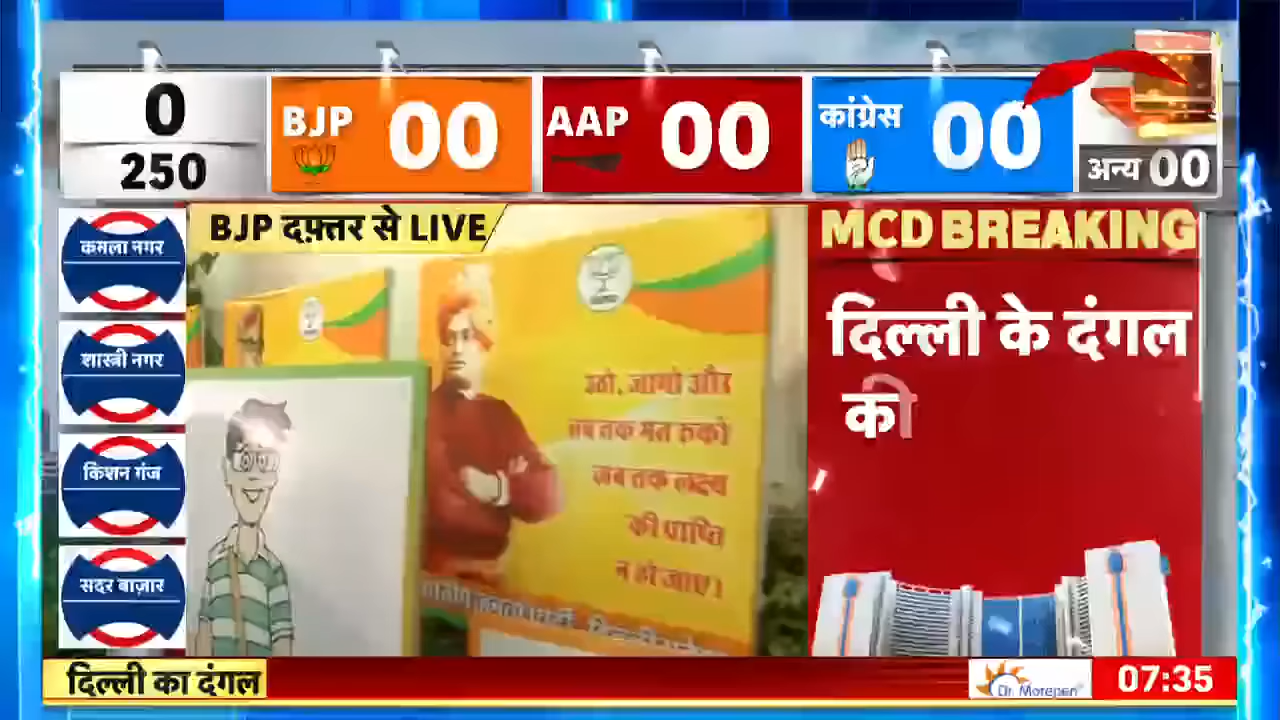 0
250
BJP 00
AAP 00
कांग्रेस 00
अन्य 00
कमला नगर
शास्त्री नगर
किशन गंज
सदर बाज़ार
BJP दफ़्तर से LIVE
उठो, जागो और
तब तक मत रुको
जब तक लक्ष्य
की प्राप्ति
न हो जाए।
MCD BREAKING
दिल्ली के दंगल
की
दिल्ली का दंगल
Dr. Morepen
07:35